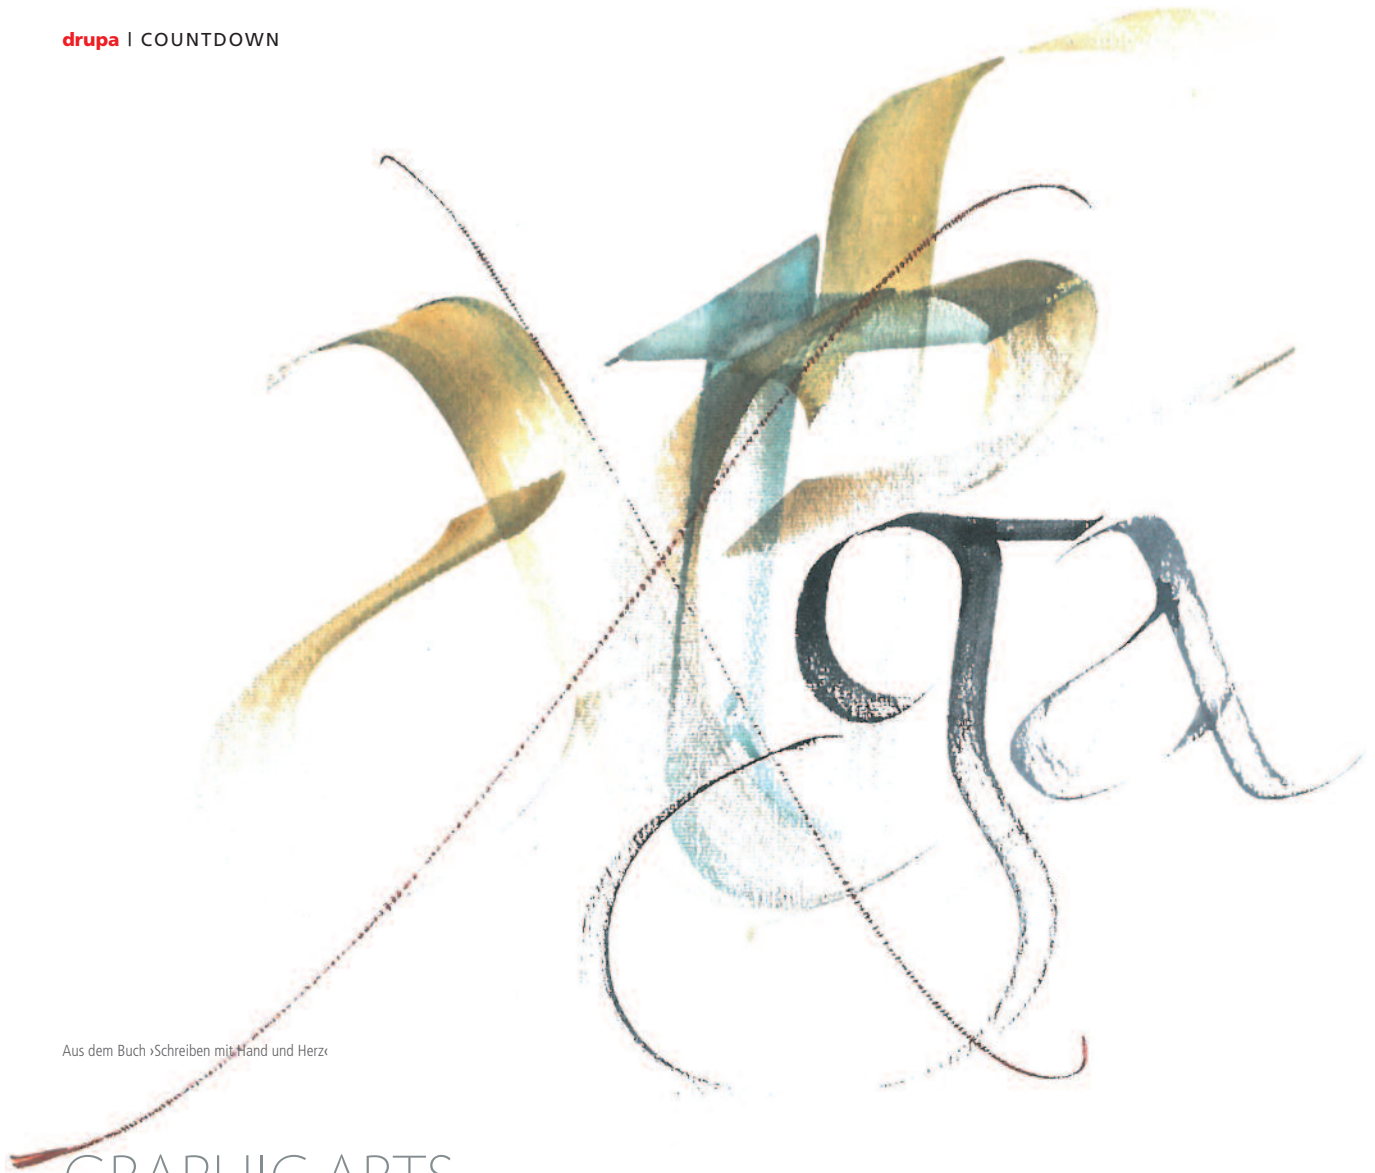 drupa | COUNTDOWN
Aus dem Buch ›Schreiben mit Hand und Herz‹
GRAPHIC ARTS